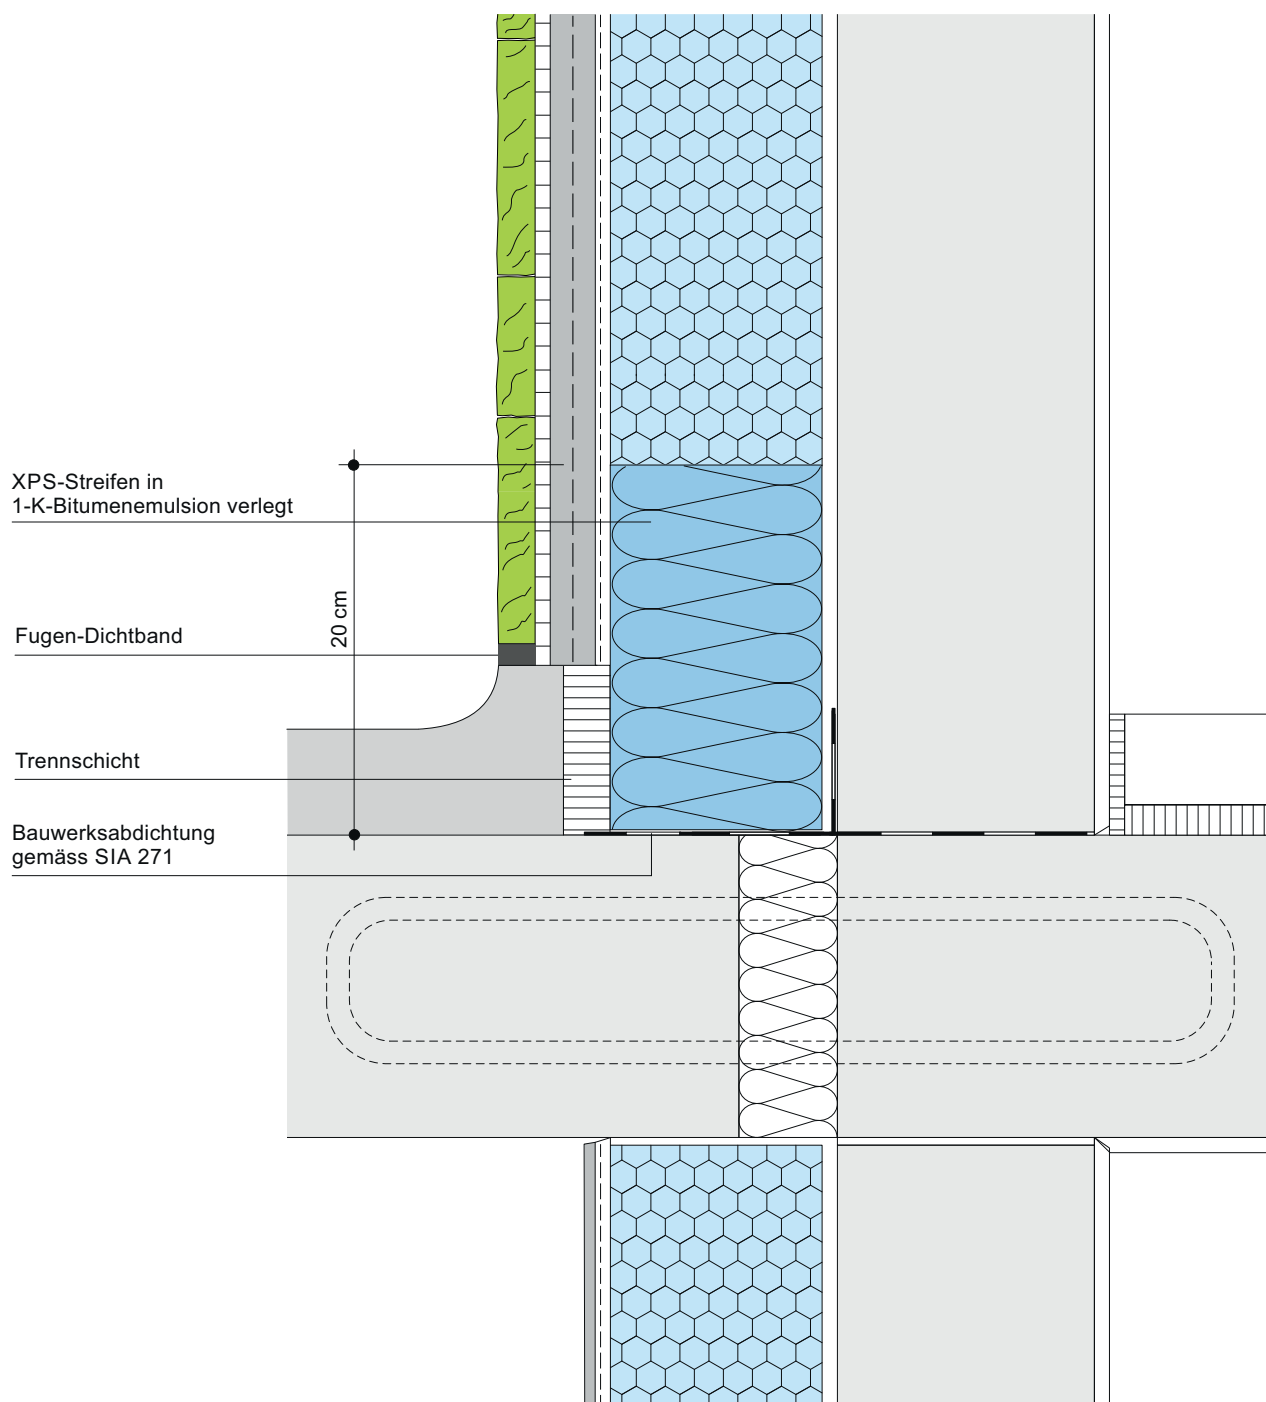 XPS-Streifen in
1-K-Bitumenemulsion verlegt
20 cm
Fugen-Dichtband
Trennschicht
Bauwerksabdichtung
gemäss SIA 271